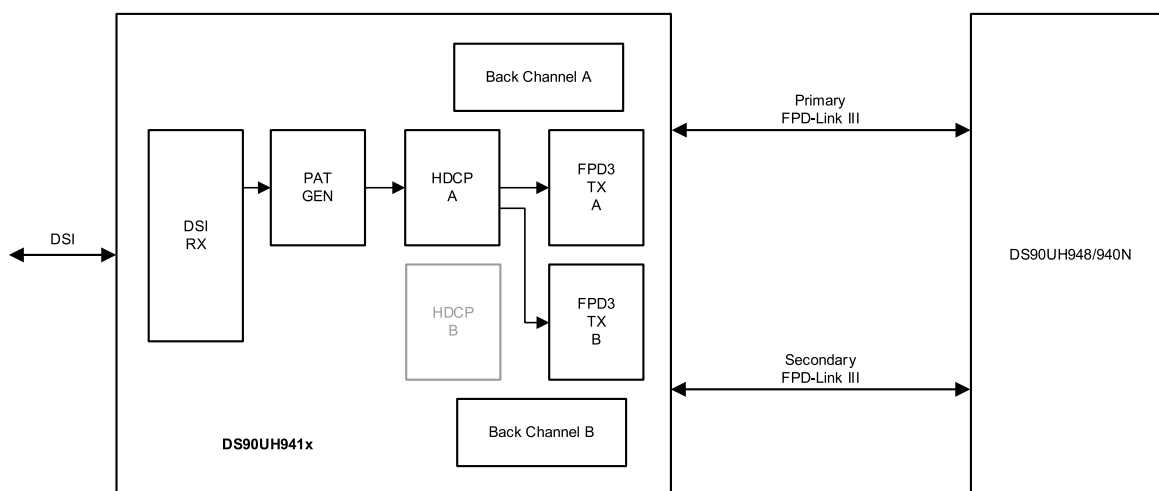 Back Channel A
Primary
FPD-Link III
DSI
RX
PAT
GEN
HDCP
A
FPD3
TX
A
DSI
DS90UH948/940N
HDCP
B
FPD3
TX
B
Secondary
FPD-Link III
Back Channel B
DS90UH941x